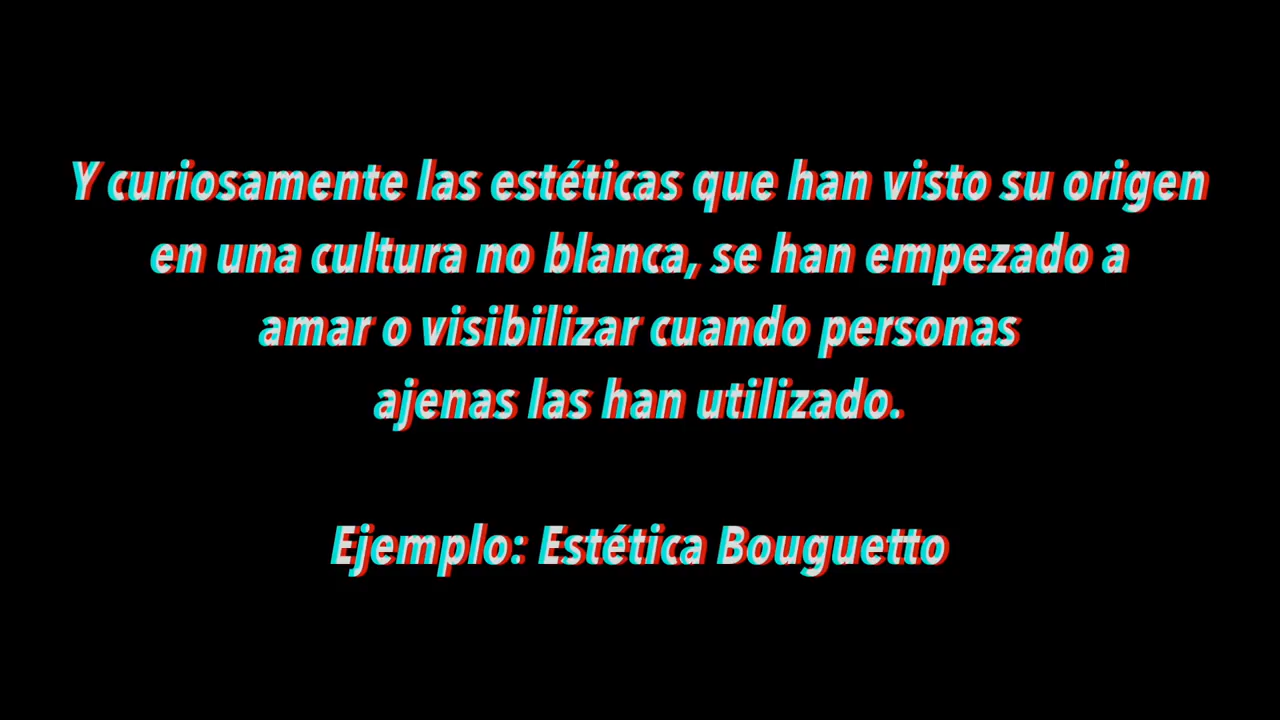 Y curiosamente las estéticas que han visto su origen
en una cultura no blanca, se han empezado a
amar o visibilizar cuando personas
ajenas las han utilizado.
Ejemplo: Estética Bouguetto